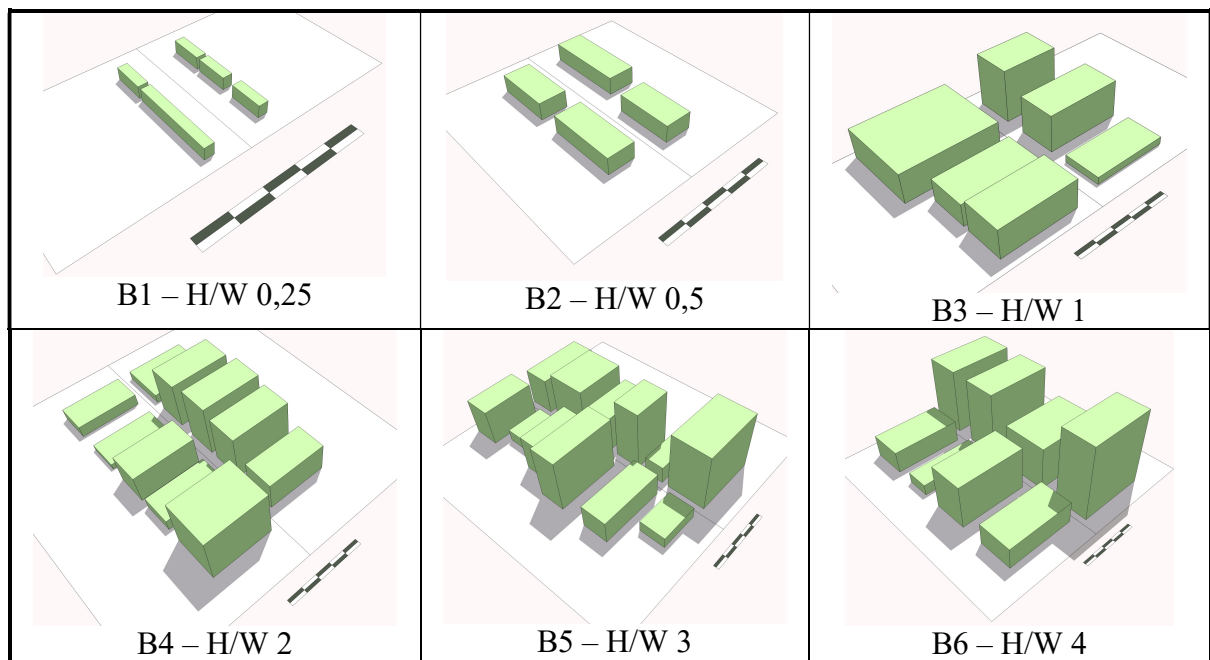 B1 – H/W 0,25
B2 – H/W 0,5
B3 – H/W 1
B4 – H/W 2
B5 – H/W 3
B6 – H/W 4